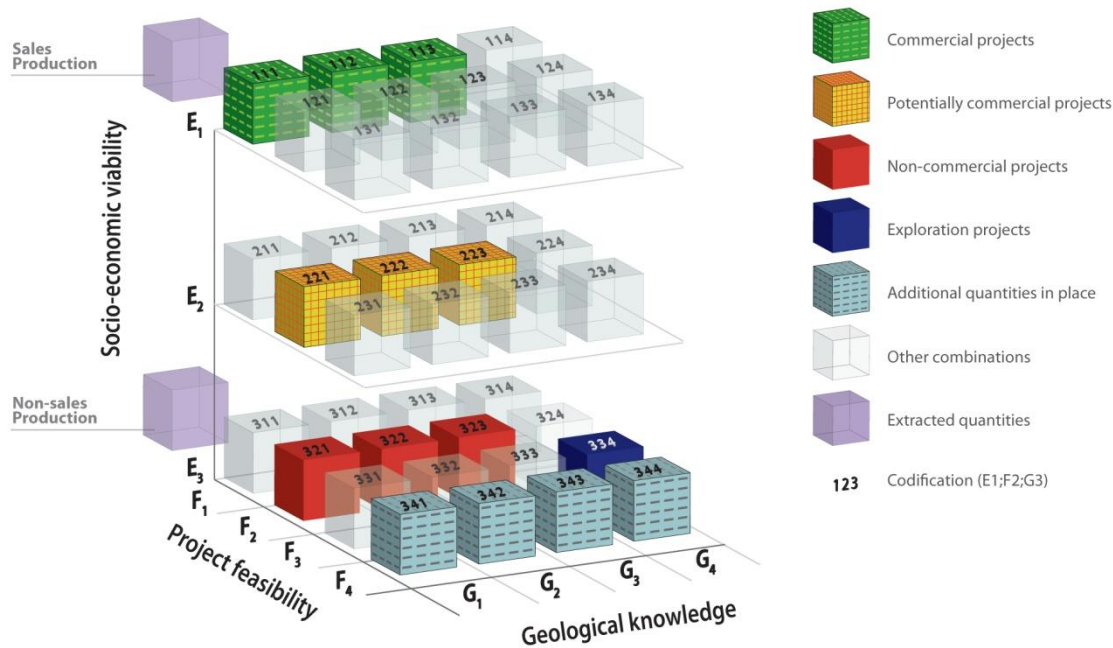 Sales
Production
Non-sales
Production
Socio-economic viability
E1
E2
E3
F1
F2
F3
F4
Project feasibility
G1
G2
G3
G4
Geological knowledge
111
112
113
114
121
122
123
124
131
132
133
134
211
212
213
214
221
222
223
224
231
232
233
234
311
312
313
314
321
322
323
324
331
332
333
334
341
342
343
344
Commercial projects
Potentially commercial projects
Non-commercial projects
Exploration projects
Additional quantities in place
Other combinations
Extracted quantities
123 Codification (E1;F2;G3)